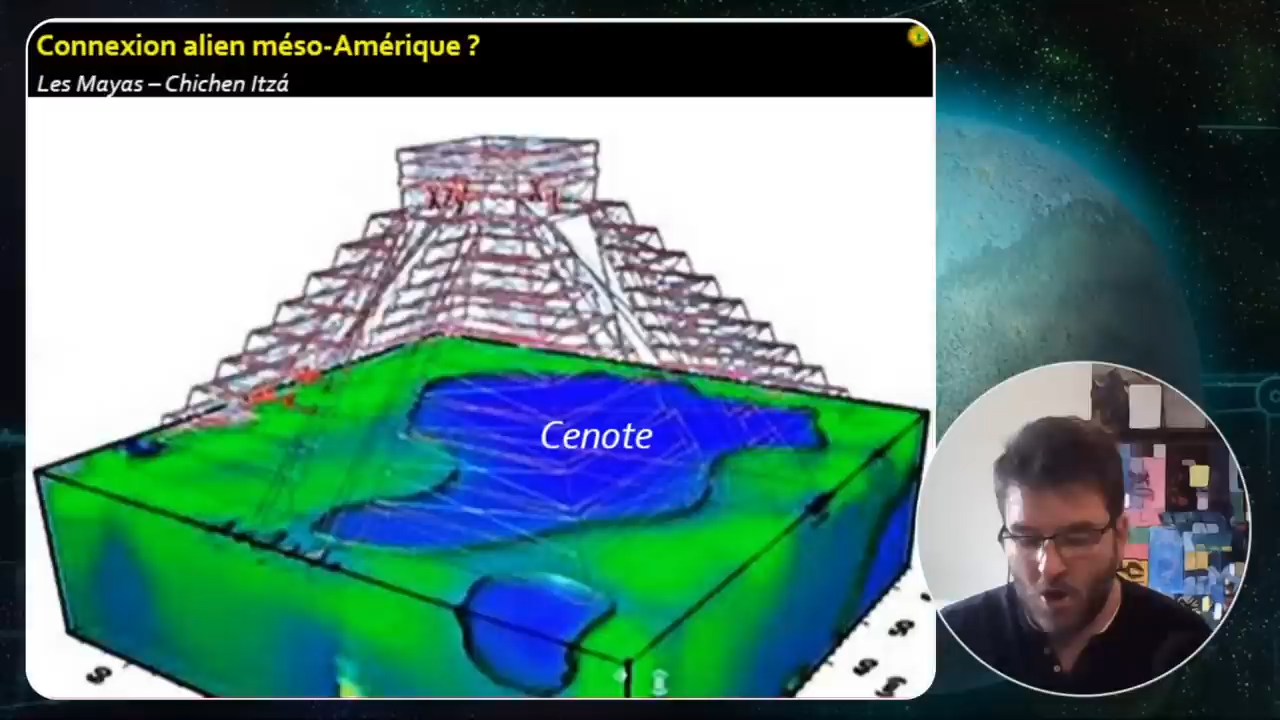 Connexion alien méso-Amérique ?
Les Mayas – Chichen Itzá
Cenote